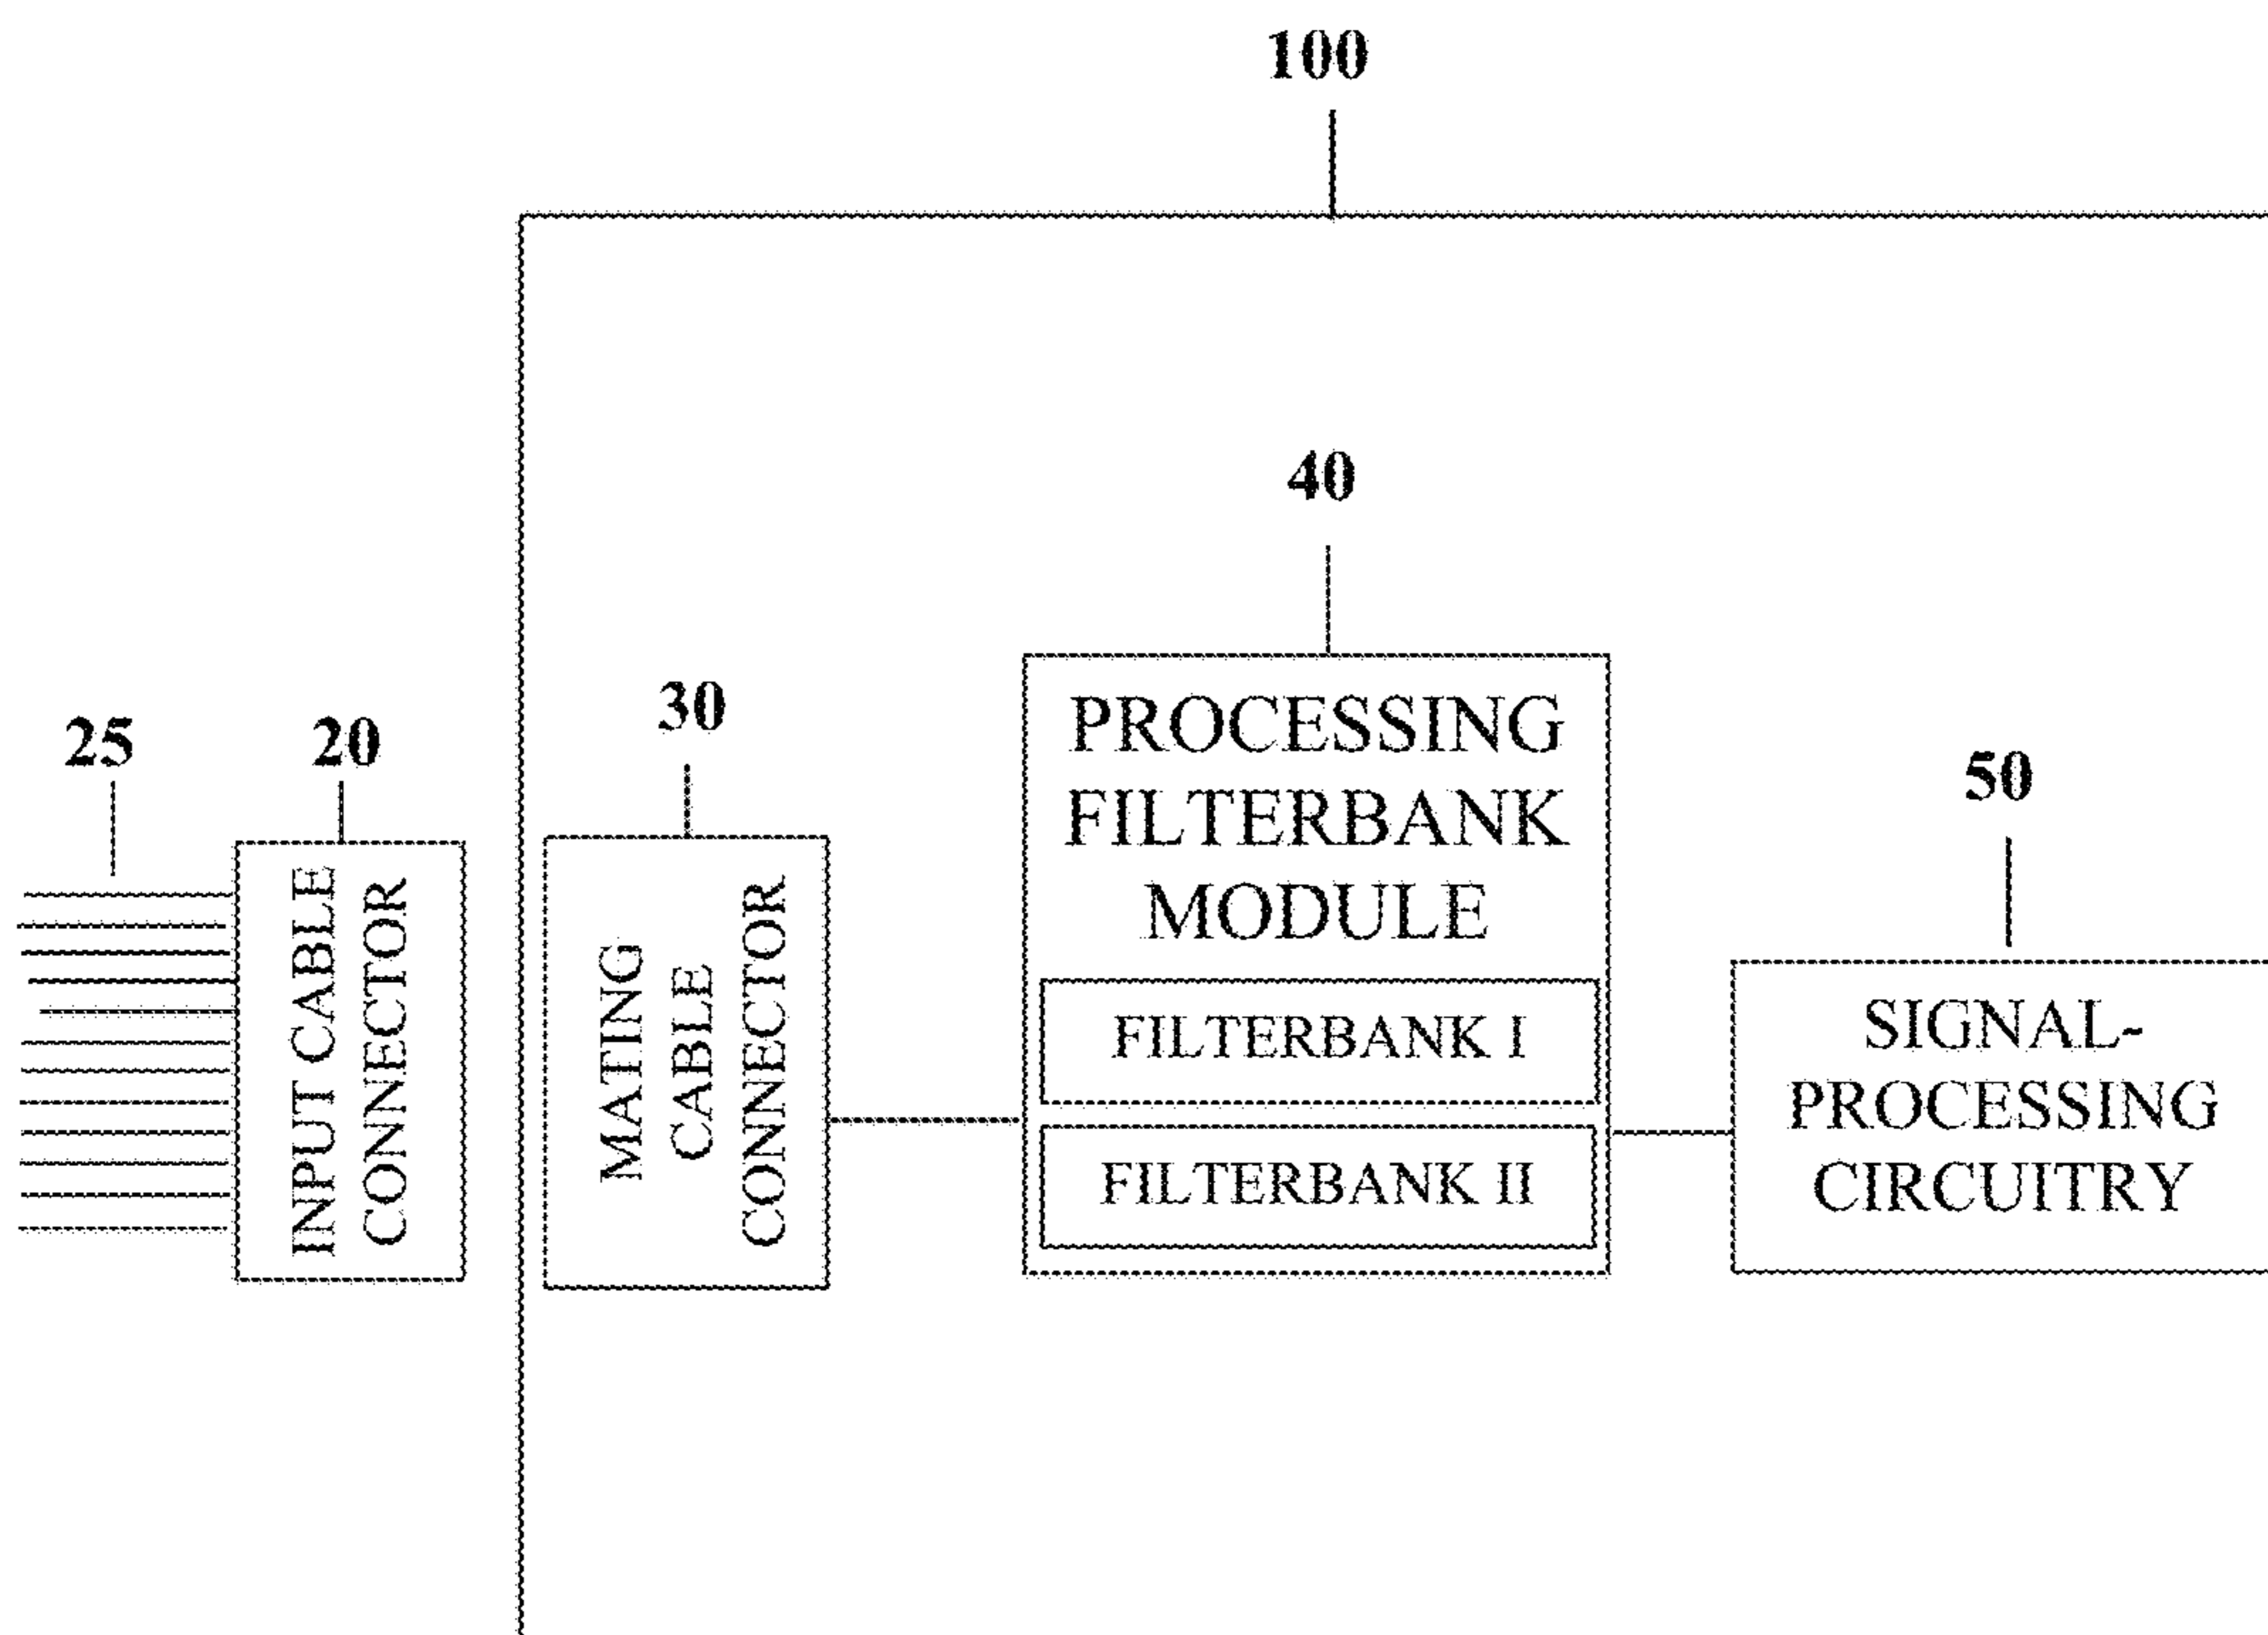 100
40
30
25
20
50
INPUT CABLE
CONNECTOR
MATING
CABLE
CONNECTOR
PROCESSING
FILTERBANK
MODULE
FILTERBANK I
FILTERBANK II
SIGNAL-
PROCESSING
CIRCUITRY